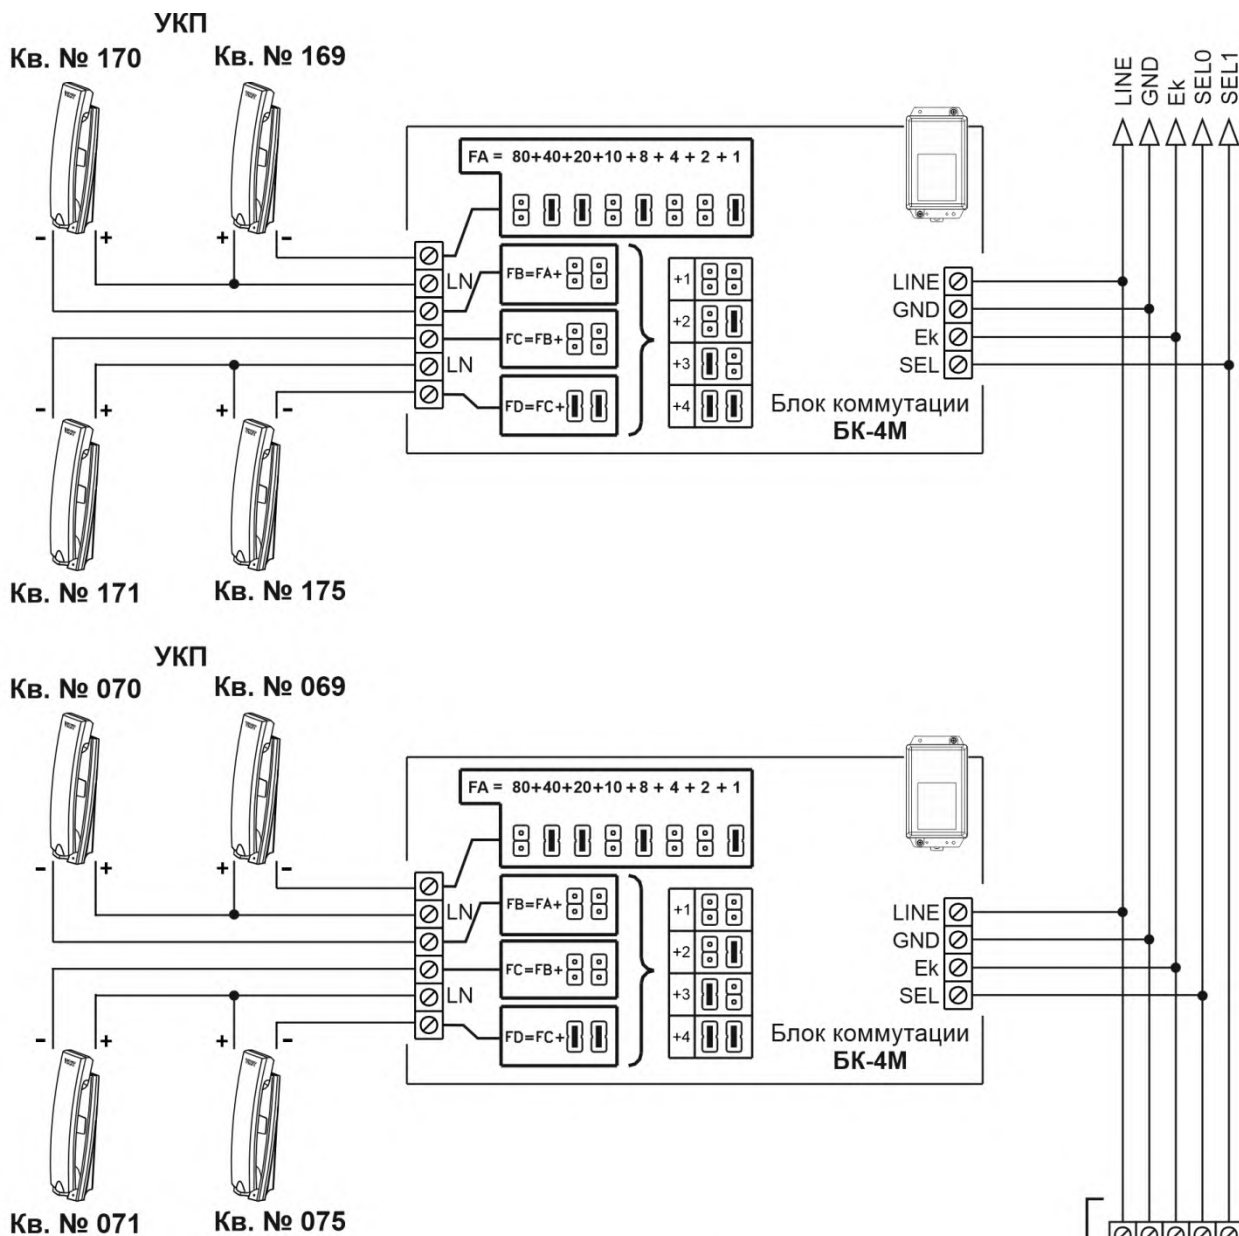 УКП
Кв. № 170 Кв. № 169
LINE
GND
Ek
SEL0
SEL1
FA = 80+40+20+10+8+4+2+1
- + + -
LN
FB=FA+
+1
LINE
GND
FC=FB+
+2
Ek
LN
+3
SEL
FD=FC+
+4
- + + -
Блок коммутации
БК-4М
Кв. № 171 Кв. № 175
УКП
Кв. № 070 Кв. № 069
FA = 80+40+20+10+8+4+2+1
- + + -
LN
FB=FA+
+1
LINE
GND
FC=FB+
+2
Ek
LN
+3
SEL
FD=FC+
+4
- + + -
Блок коммутации
БК-4М
Кв. № 071 Кв. № 075